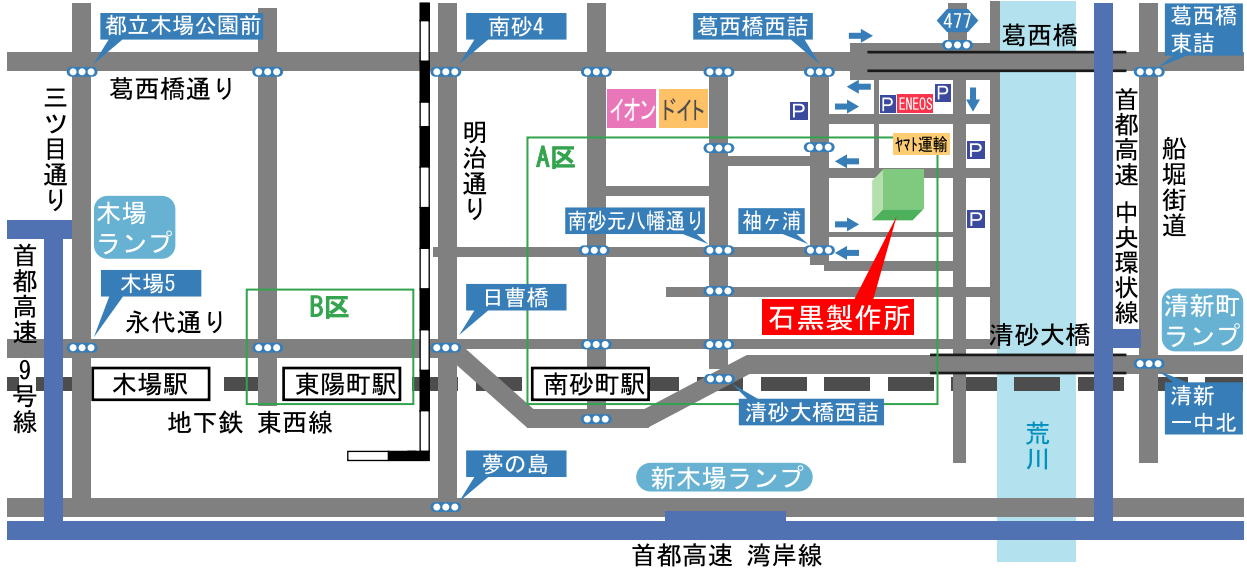 都立木場公園前
南砂4
葛西橋西詰
477
葛西橋
葛西橋
東詰
葛西橋通り
三ツ目通り
明治通り
イオン
ドイト
P
P
ENEOS
P
ヤマト運輸
P
P
首都高速 中央環状線
船堀街道
A区
木場
ランプ
南砂元八幡通り
袖ヶ浦
首都高速 9号線
木場5
永代通り
B区
日曹橋
石黒製作所
清砂大橋
清新町
ランプ
木場駅
東陽町駅
南砂町駅
地下鉄 東西線
清砂大橋西詰
清新
一中北
荒川
夢の島
新木場ランプ
首都高速 湾岸線